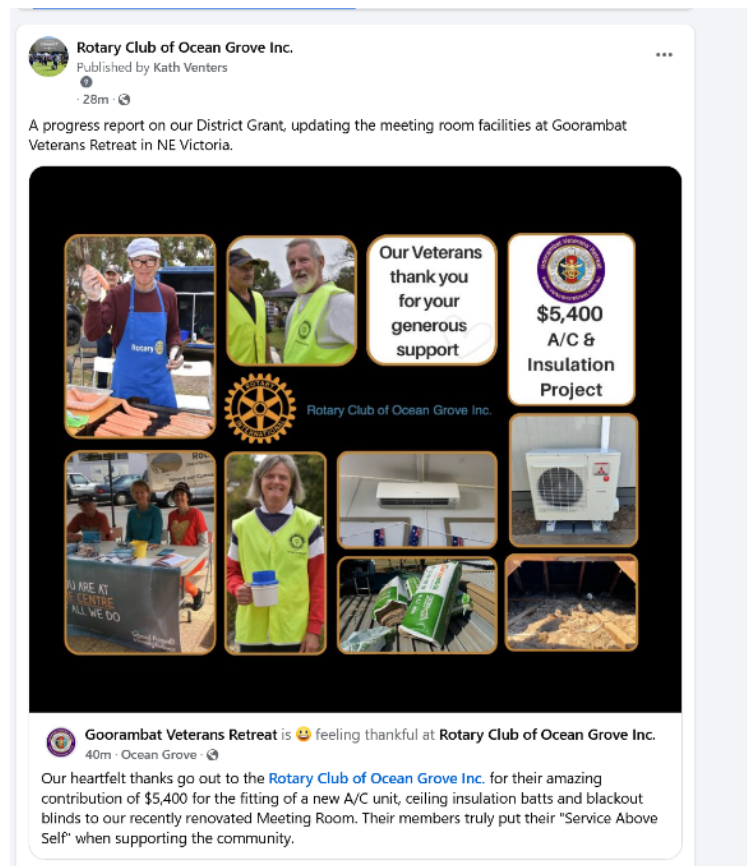 Rotary Club of Ocean Grove Inc.
Published by Kath Venters
· 28m ·
A progress report on our District Grant, updating the meeting room facilities at Goorambat
Veterans Retreat in NE Victoria.
Our Veterans
thank you
for your
generous
support
Goorambat Veterans' Retreat
$5,400
A/C &
Insulation
Project
Rotary
ROTARY
INTERNATIONAL
Rotary Club of Ocean Grove Inc.
U ARE AT
E CENTRE
ALL WE DO
Goorambat Veterans Retreat is feeling thankful at Rotary Club of Ocean Grove Inc.
40m · Ocean Grove ·
Our heartfelt thanks go out to the Rotary Club of Ocean Grove Inc. for their amazing
contribution of $5,400 for the fitting of a new A/C unit, ceiling insulation batts and blackout
blinds to our recently renovated Meeting Room. Their members truly put their "Service Above
Self" when supporting the community.